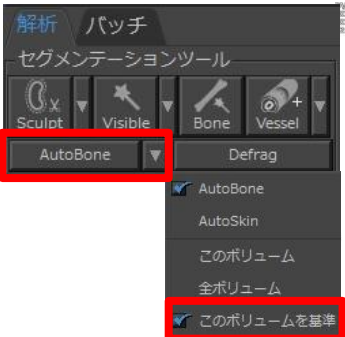 解析 バッチ
セグメンテーションツール
Sculpt Visible Bone Vessel
AutoBone Defrag
AutoBone
AutoSkin
このボリューム
全ボリューム
このボリュームを基準